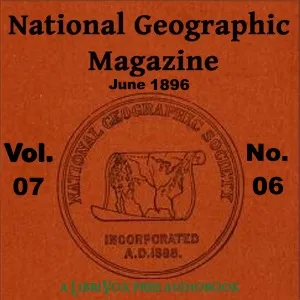 National Geographic
Magazine
June 1896
Vol.
07
No.
06
NATIONAL GEOGRAPHIC SOCIETY
INCORPORATED
A.D.1888.
A LIBRIVOX FREE AUDIOBOOK